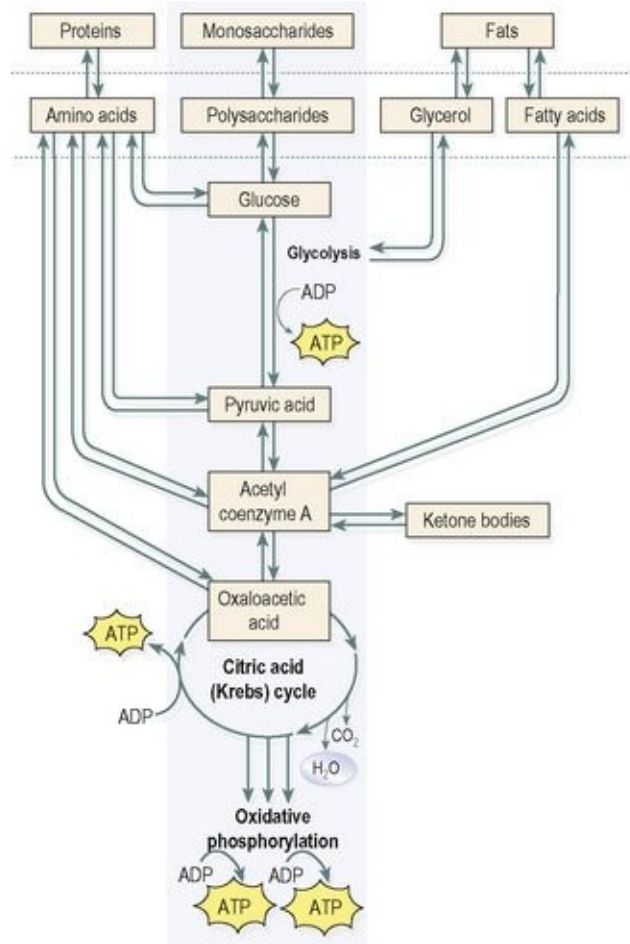 Proteins
Monosaccharides
Fats
Amino acids
Polysaccharides
Glycerol
Fatty acids
Glucose
Glycolysis
ADP
ATP
Pyruvic acid
Acetyl
coenzyme A
Ketone bodies
Oxaloacetic
acid
ATP
Citric acid
(Krebs) cycle
ADP
CO₂
H₂O
Oxidative
phosphorylation
ADP
ADP
ATP
ATP